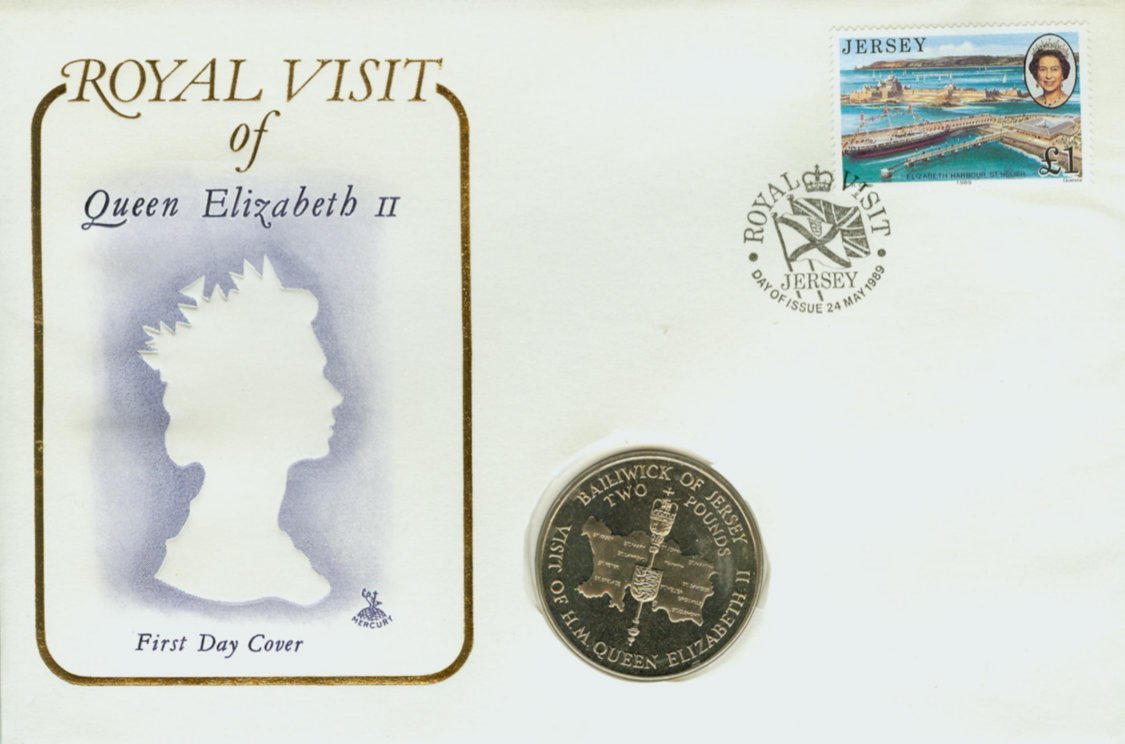 ROYAL VISIT
of
Queen Elizabeth II
MERCURY
First Day Cover
JERSEY
£1
ELIZABETH HARBOUR, ST. HELIER
1989
ROYAL VISIT
JERSEY
DAY OF ISSUE 24 MAY 1989
BAILIWICK OF JERSEY
TWO POUNDS
VISIT OF H.M. QUEEN ELIZABETH II